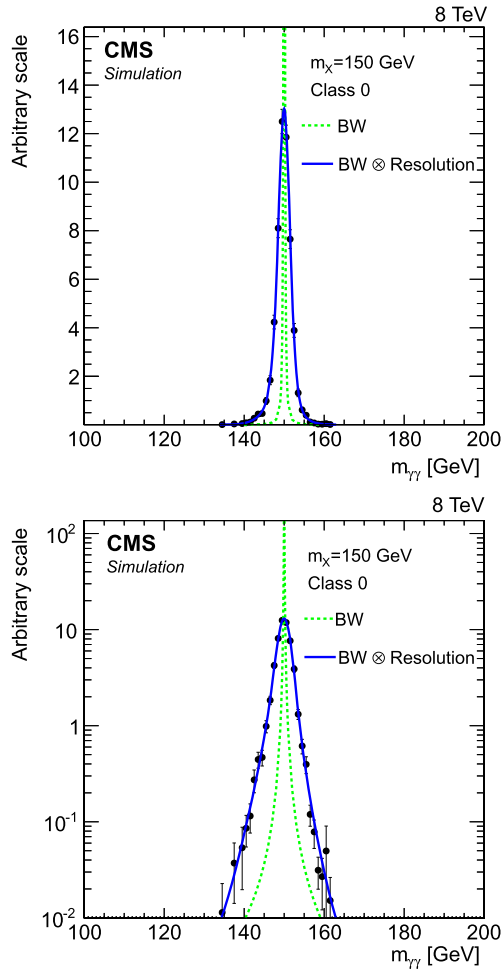 8 TeV
CMS
Simulation
m_X=150 GeV
Class 0
BW
BW ⊗ Resolution
Arbitrary scale
16
14
12
10
8
6
4
2
100 120 140 160 180 200
m_γγ [GeV]
8 TeV
CMS
Simulation
m_X=150 GeV
Class 0
BW
BW ⊗ Resolution
Arbitrary scale
10²
10
1
10⁻¹
10⁻²
100 120 140 160 180 200
m_γγ [GeV]